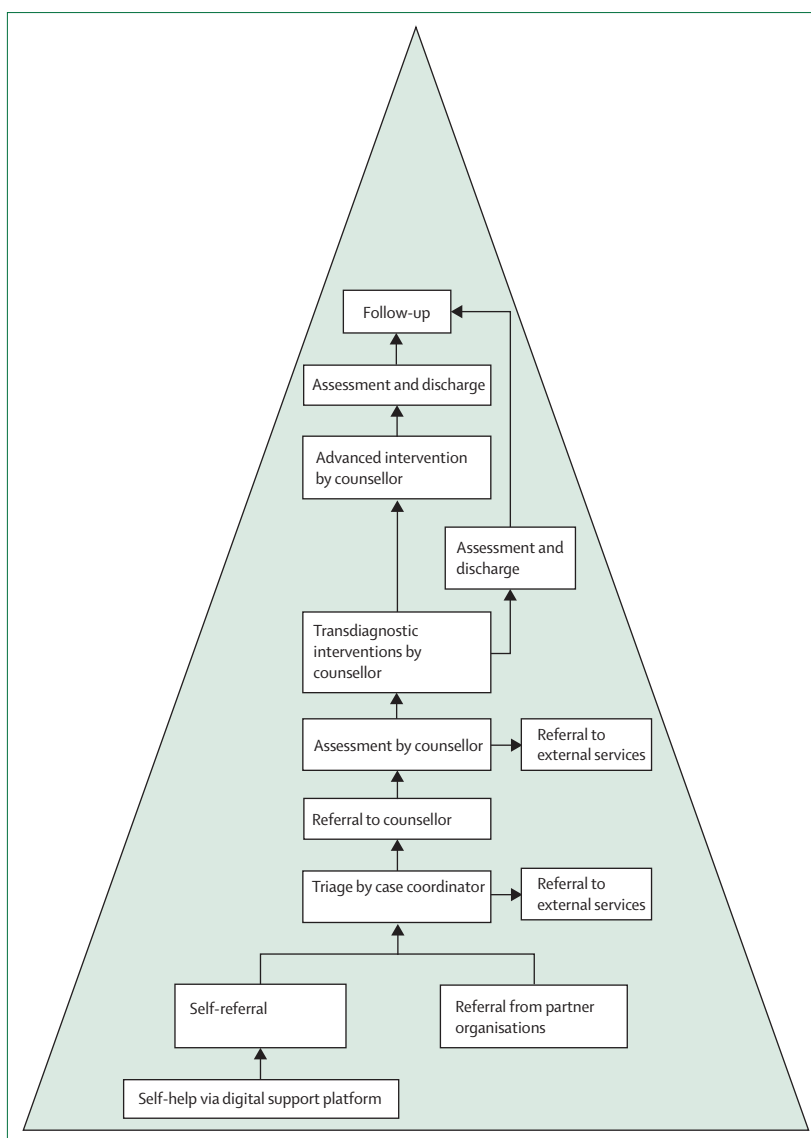 Follow-up
Assessment and discharge
Advanced intervention
by counsellor
Assessment and
discharge
Transdiagnostic
interventions by
counsellor
Assessment by counsellor
Referral to
external services
Referral to counsellor
Triage by case coordinator
Referral to
external services
Self-referral
Referral from partner
organisations
Self-help via digital support platform